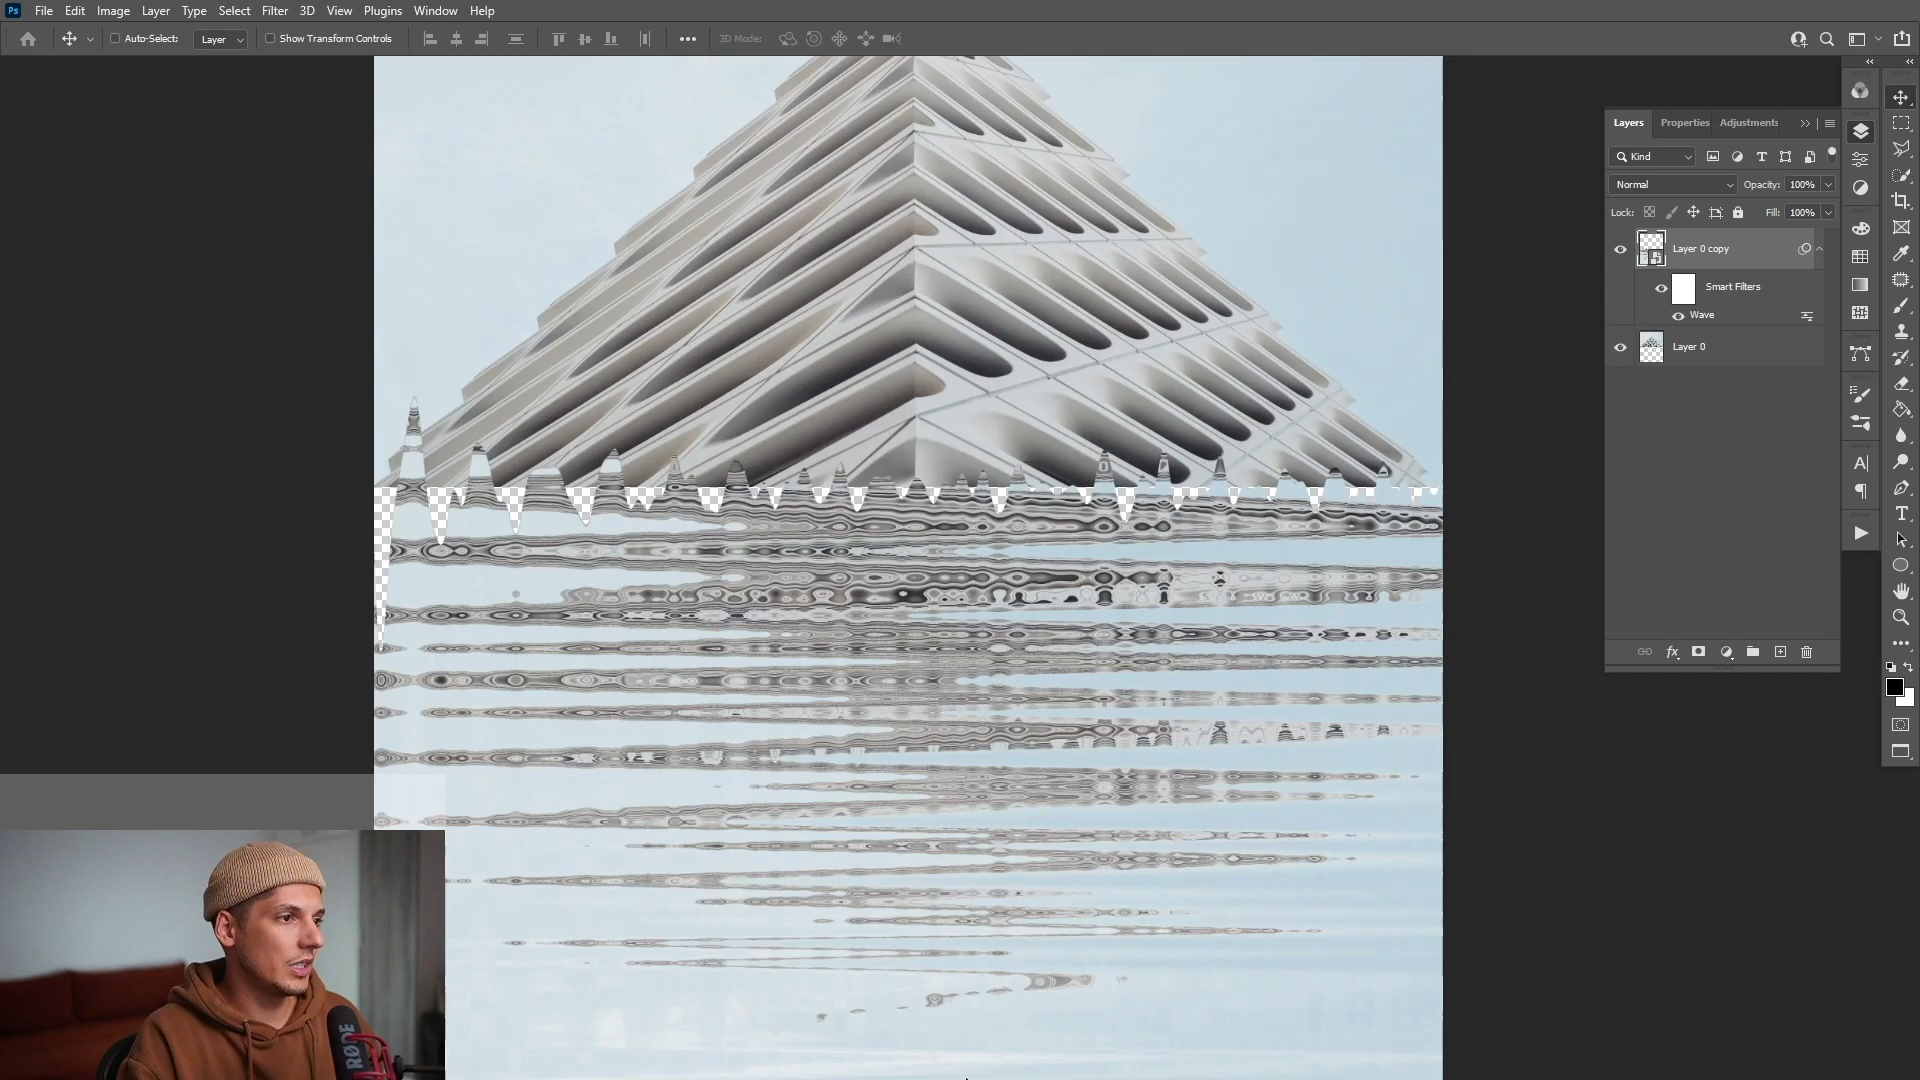 Ps File Edit Image Layer Type Select Filter 3D View Plugins Window Help
Auto-Select: Layer Show Transform Controls 3D Mode:
Layers Properties Adjustments
Kind
Normal Opacity: 100%
Lock: Fill: 100%
Layer 0 copy
Smart Filters
Wave
Layer 0
fx
RØDE